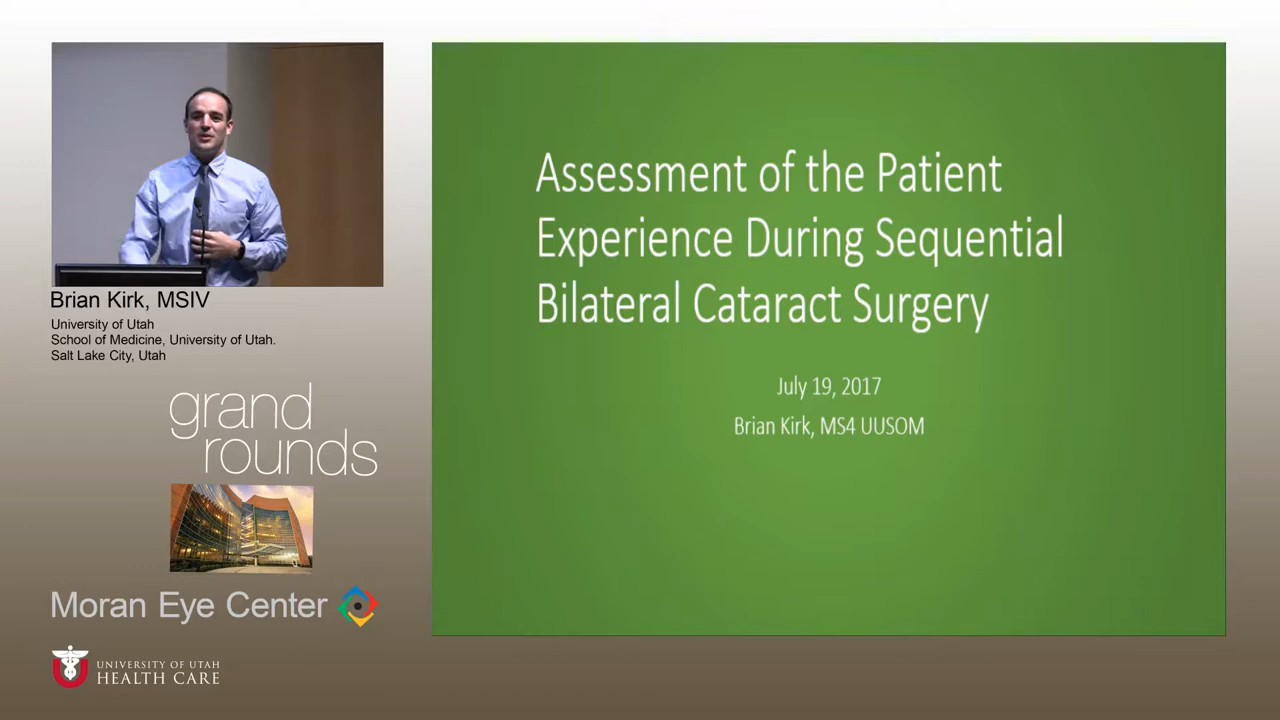 Brian Kirk, MSIV
University of Utah
School of Medicine, University of Utah.
Salt Lake City, Utah
grand
rounds
Moran Eye Center
UNIVERSITY OF UTAH
HEALTH CARE
Assessment of the Patient
Experience During Sequential
Bilateral Cataract Surgery
July 19, 2017
Brian Kirk, MS4 UUSOM